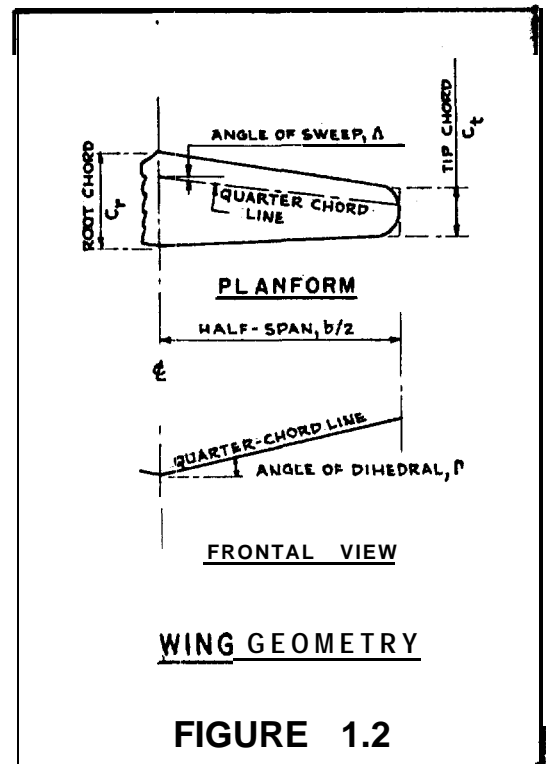 ANGLE OF SWEEP, Λ
ROOT CHORD
Cr
TIP CHORD
Ct
QUARTER CHORD
LINE
PLANFORM
HALF-SPAN, b/2
℄
QUARTER-CHORD LINE
ANGLE OF DIHEDRAL, Γ
FRONTAL VIEW
WING GEOMETRY
FIGURE 1.2